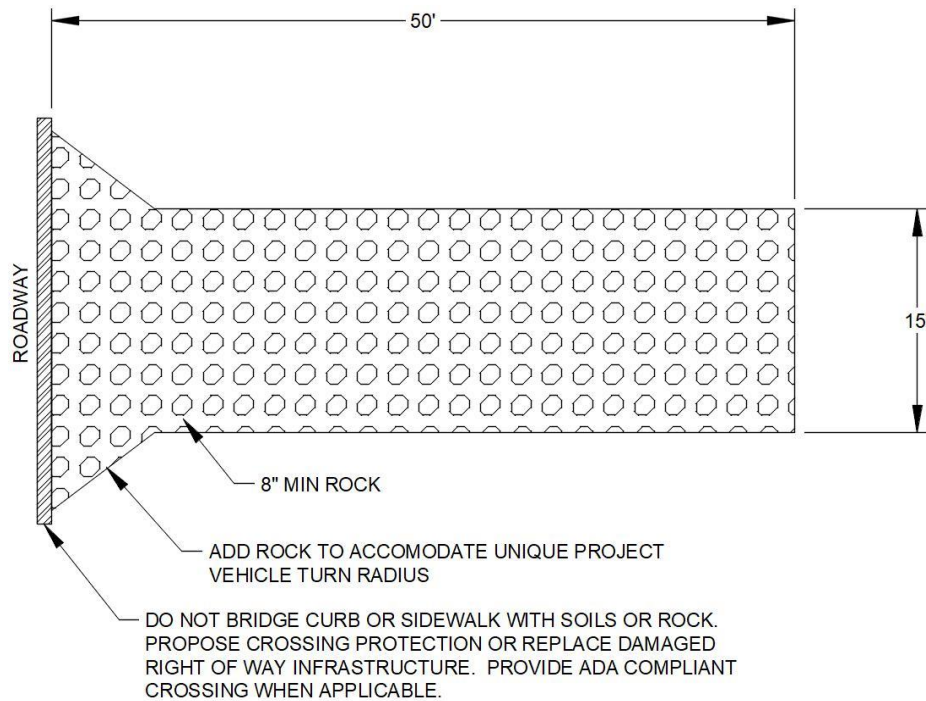 50'
ROADWAY
15'
8" MIN ROCK
ADD ROCK TO ACCOMODATE UNIQUE PROJECT
VEHICLE TURN RADIUS
DO NOT BRIDGE CURB OR SIDEWALK WITH SOILS OR ROCK.
PROPOSE CROSSING PROTECTION OR REPLACE DAMAGED
RIGHT OF WAY INFRASTRUCTURE. PROVIDE ADA COMPLIANT
CROSSING WHEN APPLICABLE.